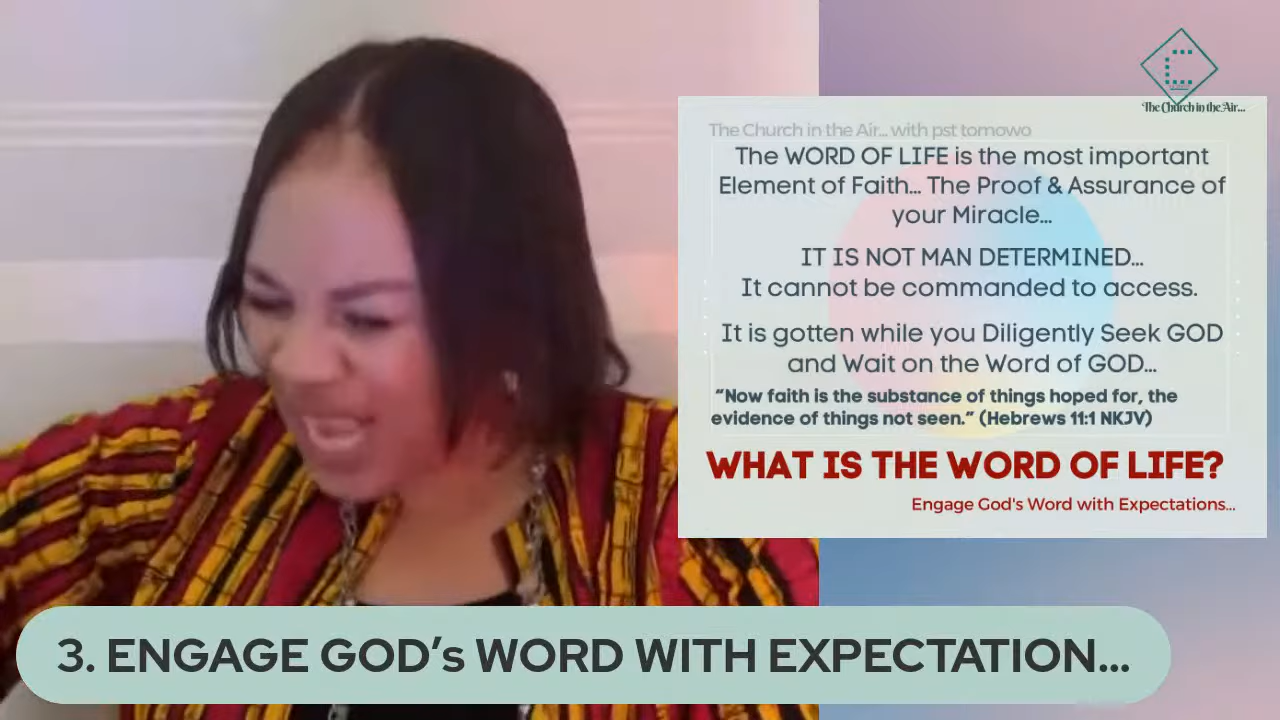 The Church in the Air...
The Church in the Air... with pst tomowo
The WORD OF LIFE is the most important
Element of Faith... The Proof & Assurance of
your Miracle...
IT IS NOT MAN DETERMINED...
It cannot be commanded to access.
It is gotten while you Diligently Seek GOD
and Wait on the Word of GOD...
“Now faith is the substance of things hoped for, the
evidence of things not seen.” (Hebrews 11:1 NKJV)
WHAT IS THE WORD OF LIFE?
Engage God's Word with Expectations...
3. ENGAGE GOD’s WORD WITH EXPECTATION...